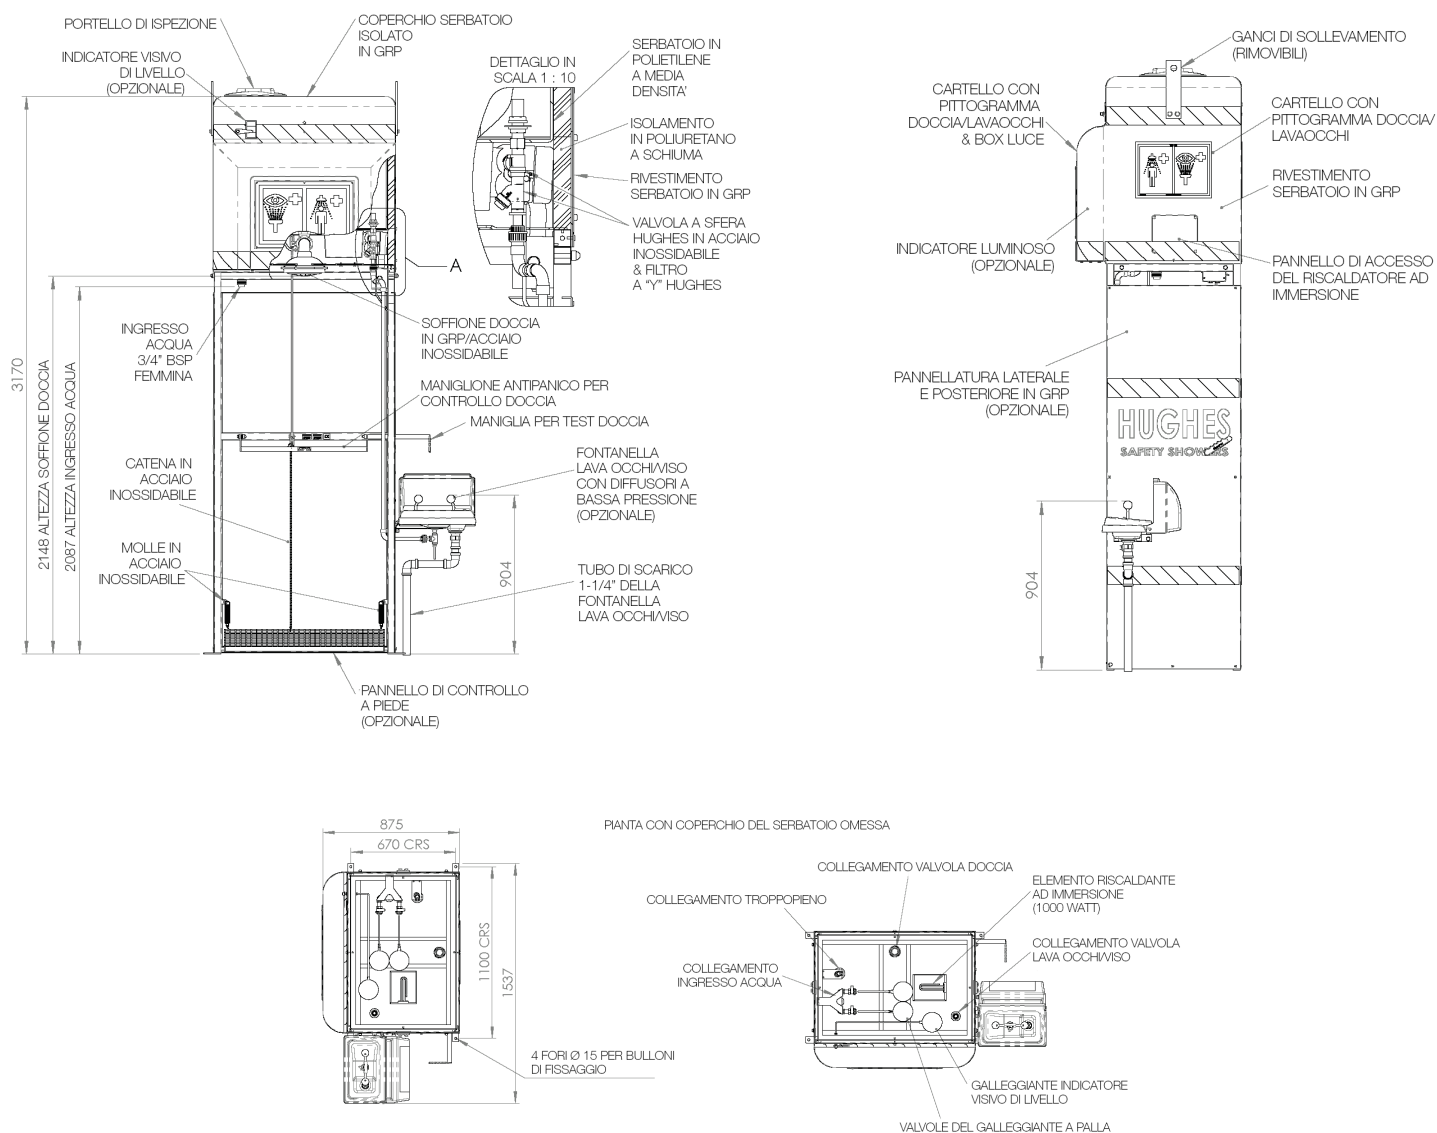 PORTELLO DI ISPEZIONE
COPERCHIO SERBATOIO
ISOLATO
IN GRP
INDICATORE VISIVO
DI LIVELLO
(OPZIONALE)
DETTAGLIO IN
SCALA 1 : 10
SERBATOIO IN
POLIETILENE
A MEDIA
DENSITA'
ISOLAMENTO
IN POLIURETANO
A SCHIUMA
RIVESTIMENTO
SERBATOIO IN GRP
VALVOLA A SFERA
HUGHES IN ACCIAIO
INOSSIDABILE
& FILTRO
A "Y" HUGHES
A
INGRESSO
ACQUA
3/4" BSP
FEMMINA
SOFFIONE DOCCIA
IN GRP/ACCIAIO
INOSSIDABILE
MANIGLIONE ANTIPANICO PER
CONTROLLO DOCCIA
MANIGLIA PER TEST DOCCIA
FONTANELLA
LAVA OCCHI/VISO
CON DIFFUSORI A
BASSA PRESSIONE
(OPZIONALE)
CATENA IN
ACCIAIO
INOSSIDABILE
MOLLE IN
ACCIAIO
INOSSIDABILE
TUBO DI SCARICO
1-1/4" DELLA
FONTANELLA
LAVA OCCHI/VISO
PANNELLO DI CONTROLLO
A PIEDE
(OPZIONALE)
3170
2148 ALTEZZA SOFFIONE DOCCIA
2087 ALTEZZA INGRESSO ACQUA
904
GANCI DI SOLLEVAMENTO
(RIMOVIBILI)
CARTELLO CON
PITTOGRAMMA
DOCCIA/LAVAOCCHI
& BOX LUCE
CARTELLO CON
PITTOGRAMMA DOCCIA/
LAVAOCCHI
RIVESTIMENTO
SERBATOIO IN GRP
INDICATORE LUMINOSO
(OPZIONALE)
PANNELLO DI ACCESSO
DEL RISCALDATORE AD
IMMERSIONE
PANNELLATURA LATERALE
E POSTERIORE IN GRP
(OPZIONALE)
HUGHES
SAFETY SHOWERS
904
875
670 CRS
1100 CRS
1537
4 FORI Ø 15 PER BULLONI
DI FISSAGGIO
PIANTA CON COPERCHIO DEL SERBATOIO OMESSA
COLLEGAMENTO VALVOLA DOCCIA
COLLEGAMENTO TROPPOPIENO
ELEMENTO RISCALDANTE
AD IMMERSIONE
(1000 WATT)
COLLEGAMENTO VALVOLA
LAVA OCCHI/VISO
COLLEGAMENTO
INGRESSO ACQUA
GALLEGGIANTE INDICATORE
VISIVO DI LIVELLO
VALVOLE DEL GALLEGGIANTE A PALLA